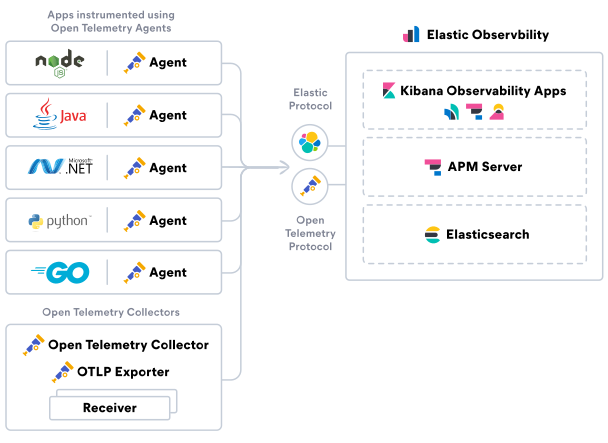 Apps instrumented using
Open Telemetry Agents
node
JS
Agent
Java
Agent
Microsoft
.NET
Agent
python
Agent
GO
Agent
Open Telemetry Collectors
Open Telemetry Collector
OTLP Exporter
Receiver
Elastic
Protocol
Open
Telemetry
Protocol
Elastic Observbility
Kibana Observability Apps
APM Server
Elasticsearch